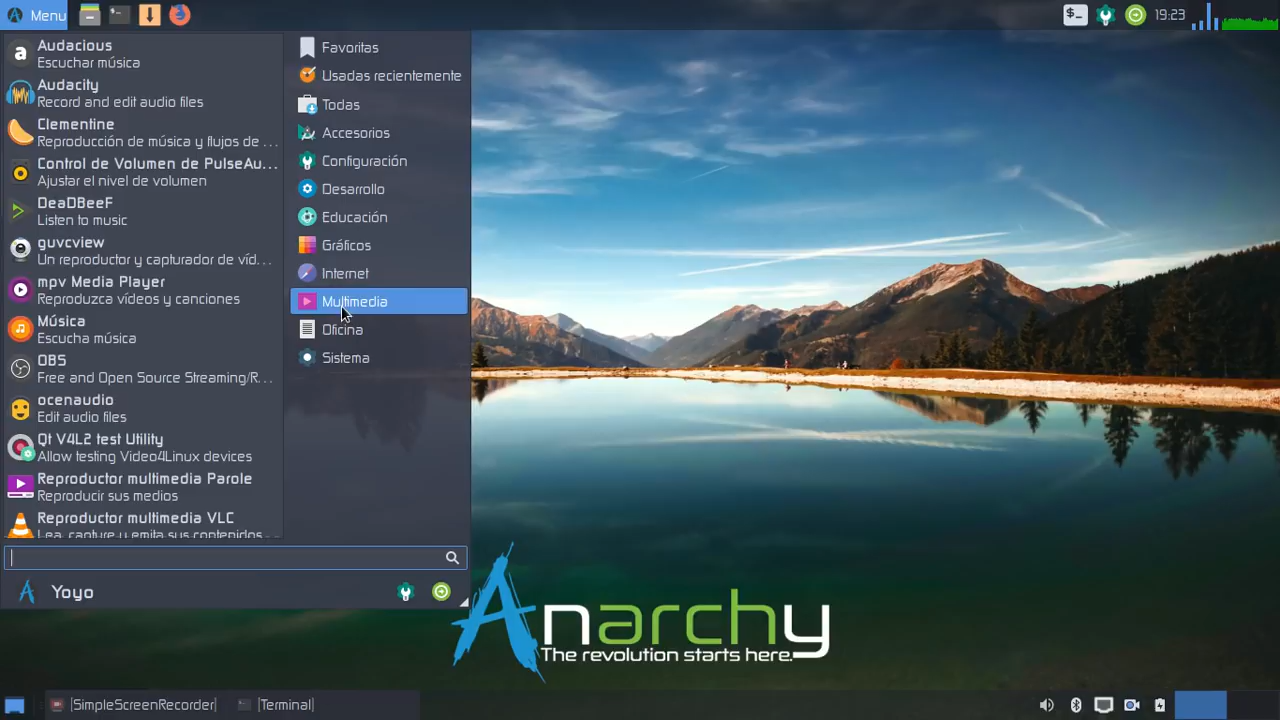 Menu
19:23
Audacious
Escuchar música
Audacity
Record and edit audio files
Clementine
Reproducción de música y flujos de ...
Control de Volumen de PulseAu...
Ajustar el nivel de volumen
DeaDBeeF
Listen to music
guvcview
Un reproductor y capturador de víd...
mpv Media Player
Reproduzca vídeos y canciones
Música
Escucha música
OBS
Free and Open Source Streaming/R...
ocenaudio
Edit audio files
Qt V4L2 test Utility
Allow testing Video4Linux devices
Reproductor multimedia Parole
Reproducir sus medios
Reproductor multimedia VLC
Lea, capture y emita sus contenidos ...
Favoritas
Usadas recientemente
Todas
Accesorios
Configuración
Desarrollo
Educación
Gráficos
Internet
Multimedia
Oficina
Sistema
Yoyo
Anarchy
The revolution starts here.
[SimpleScreenRecorder]
[Terminal]